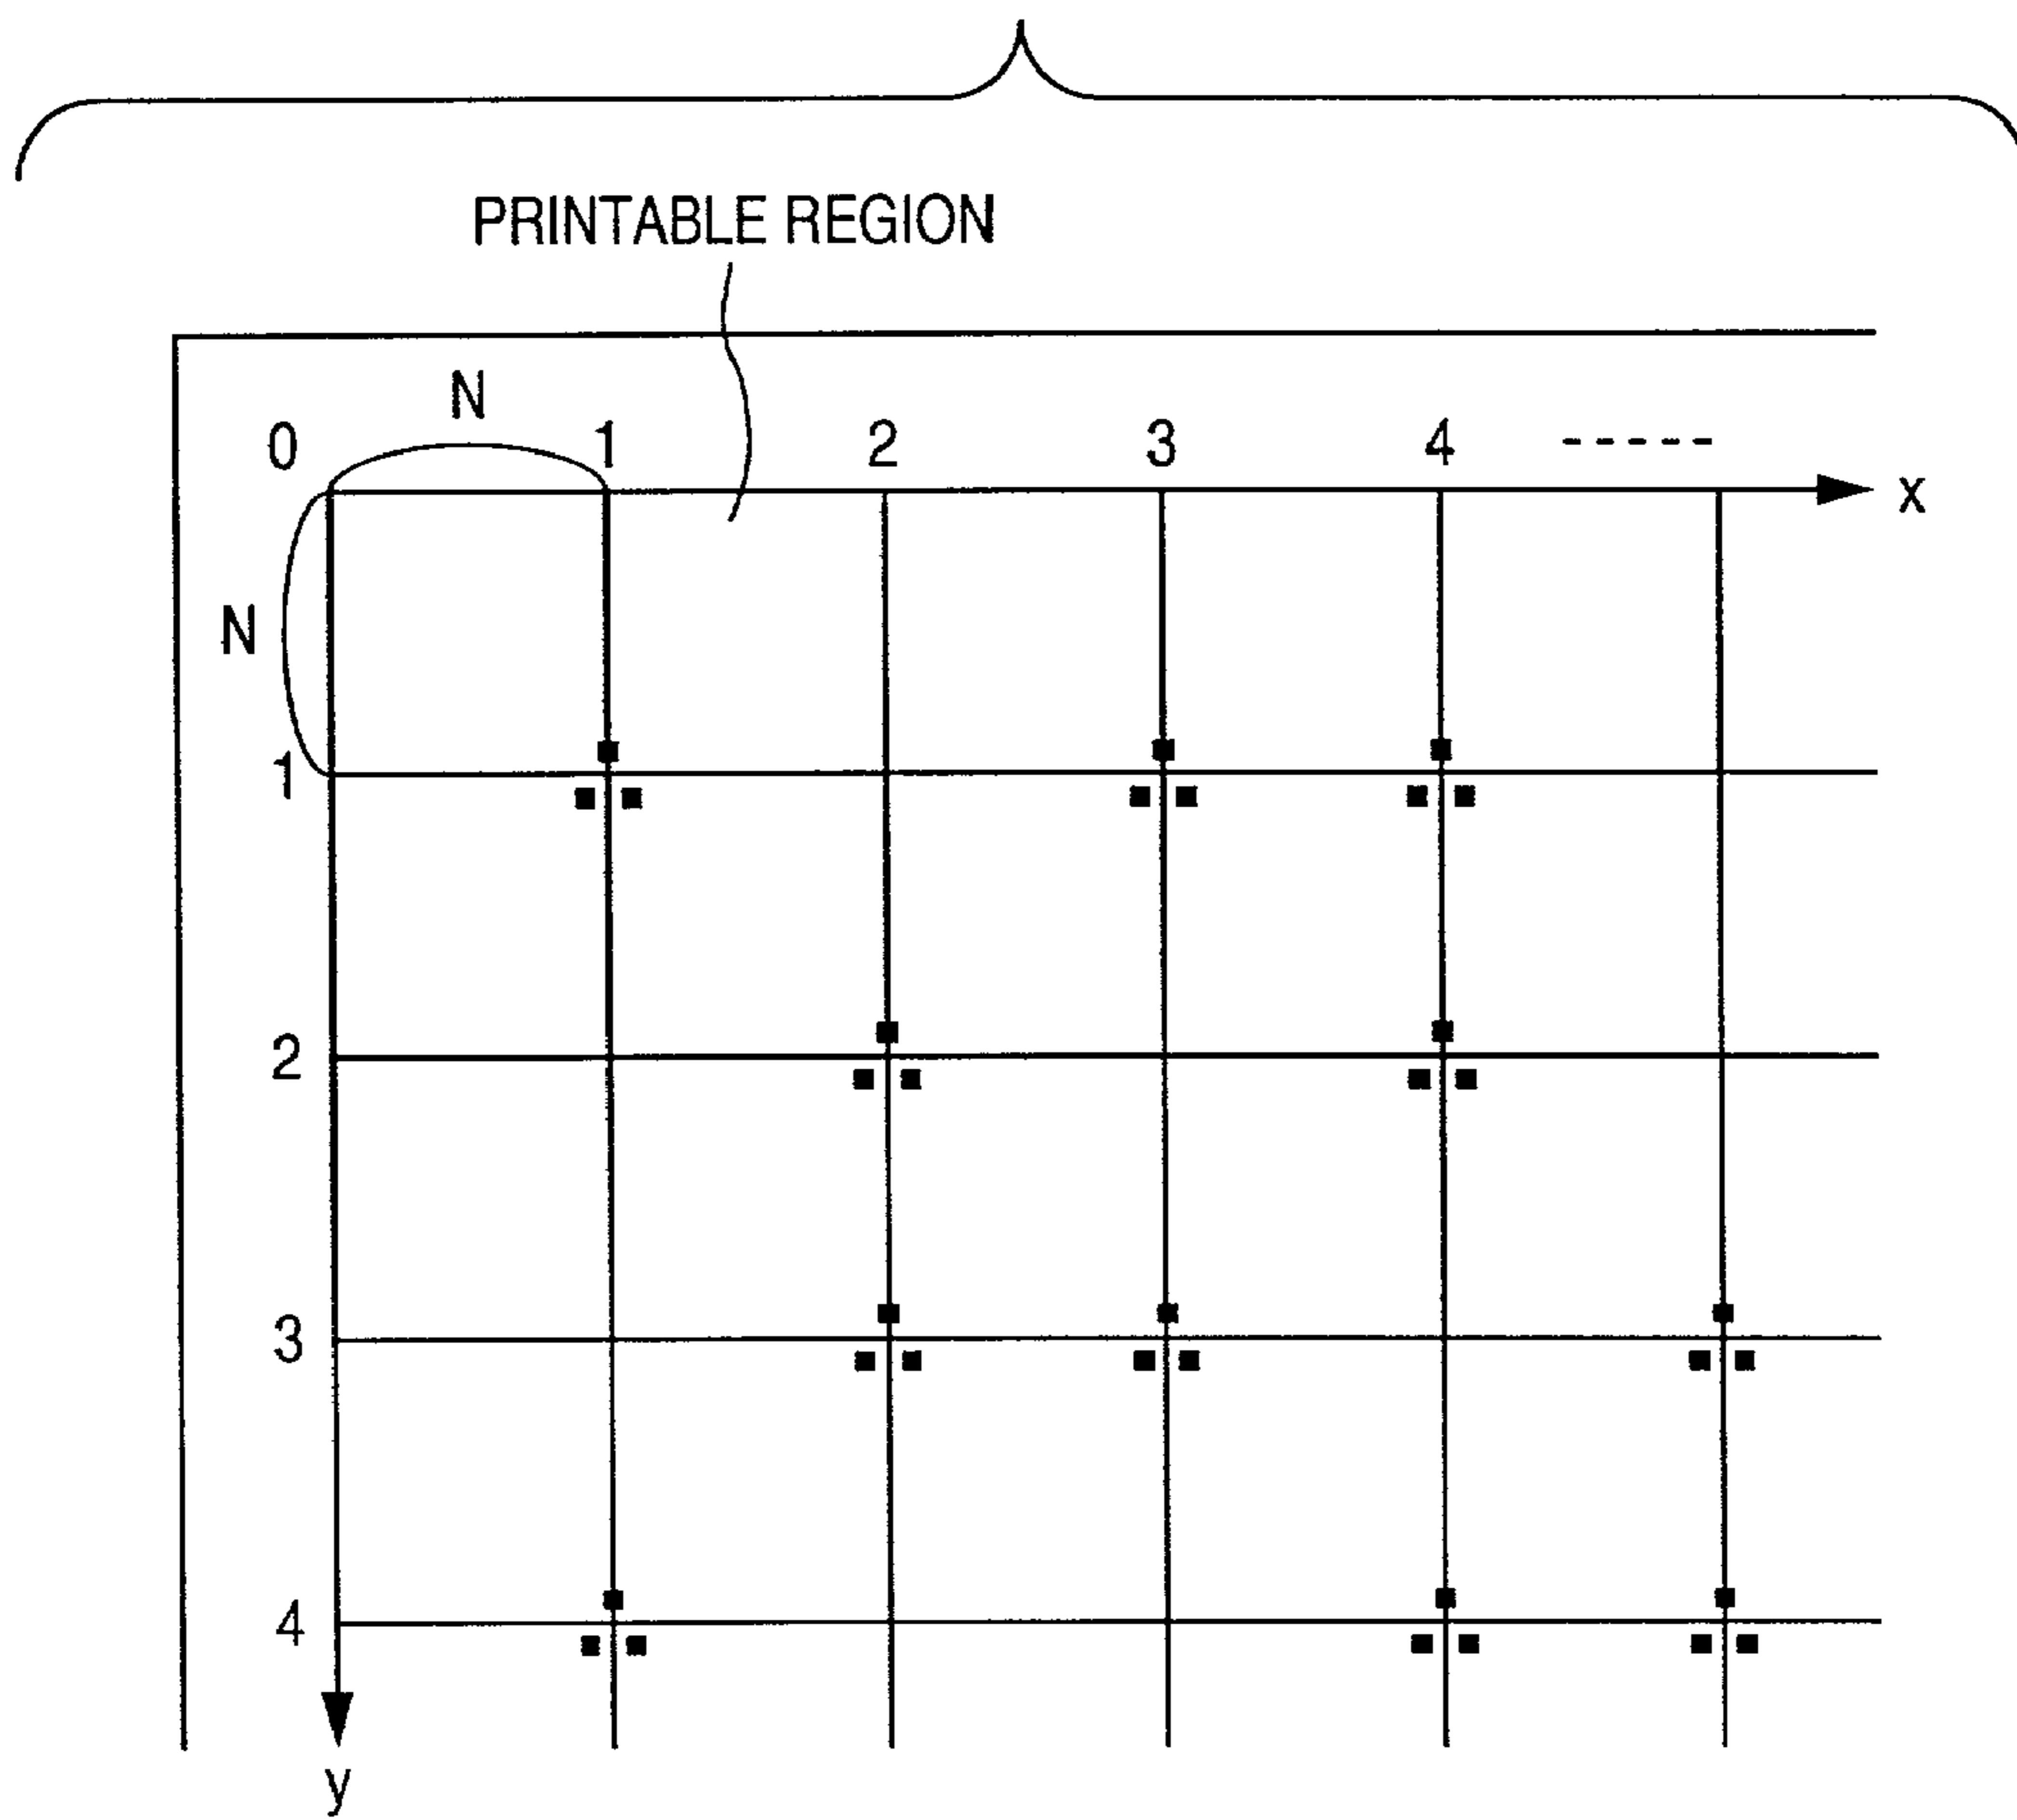 PRINTABLE REGION
N
0 1 2 3 4 -----
x
N
1
2
3
4
y